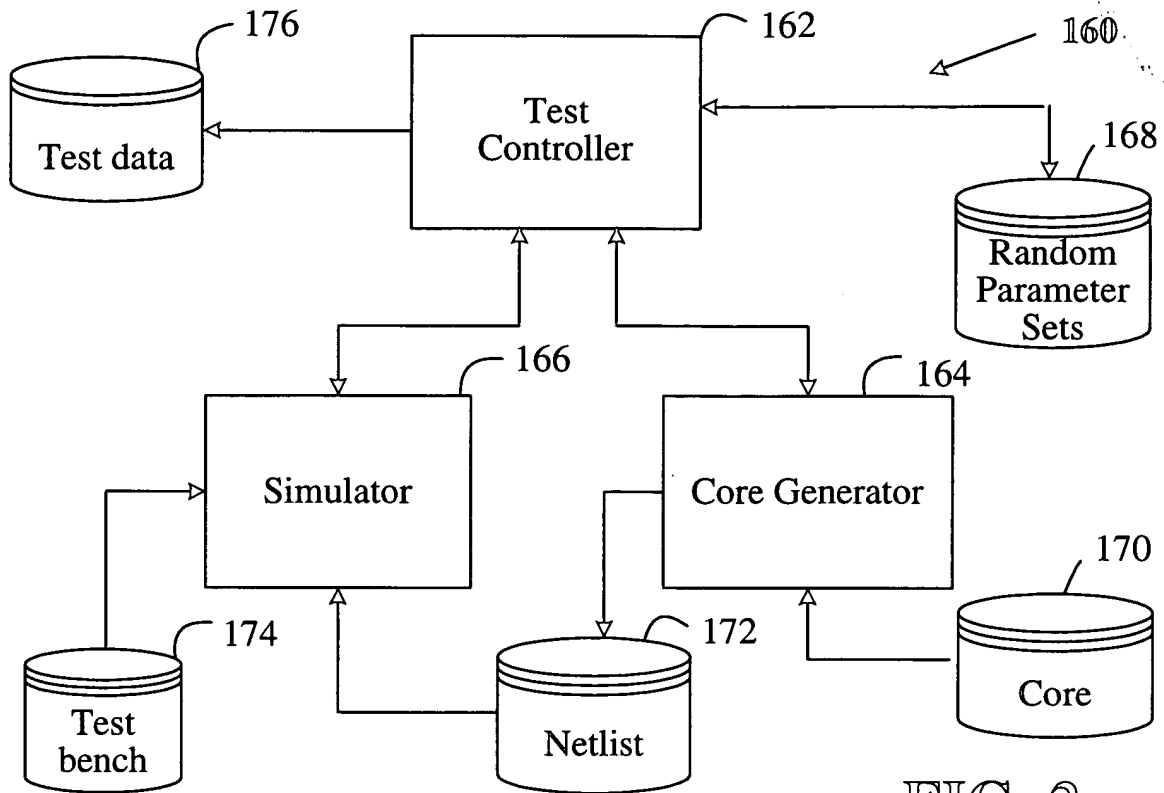 176
162
160
Test
Controller
Test data
168
Random
Parameter
Sets
166
164
Simulator
Core Generator
170
174
172
Test
bench
Netlist
Core